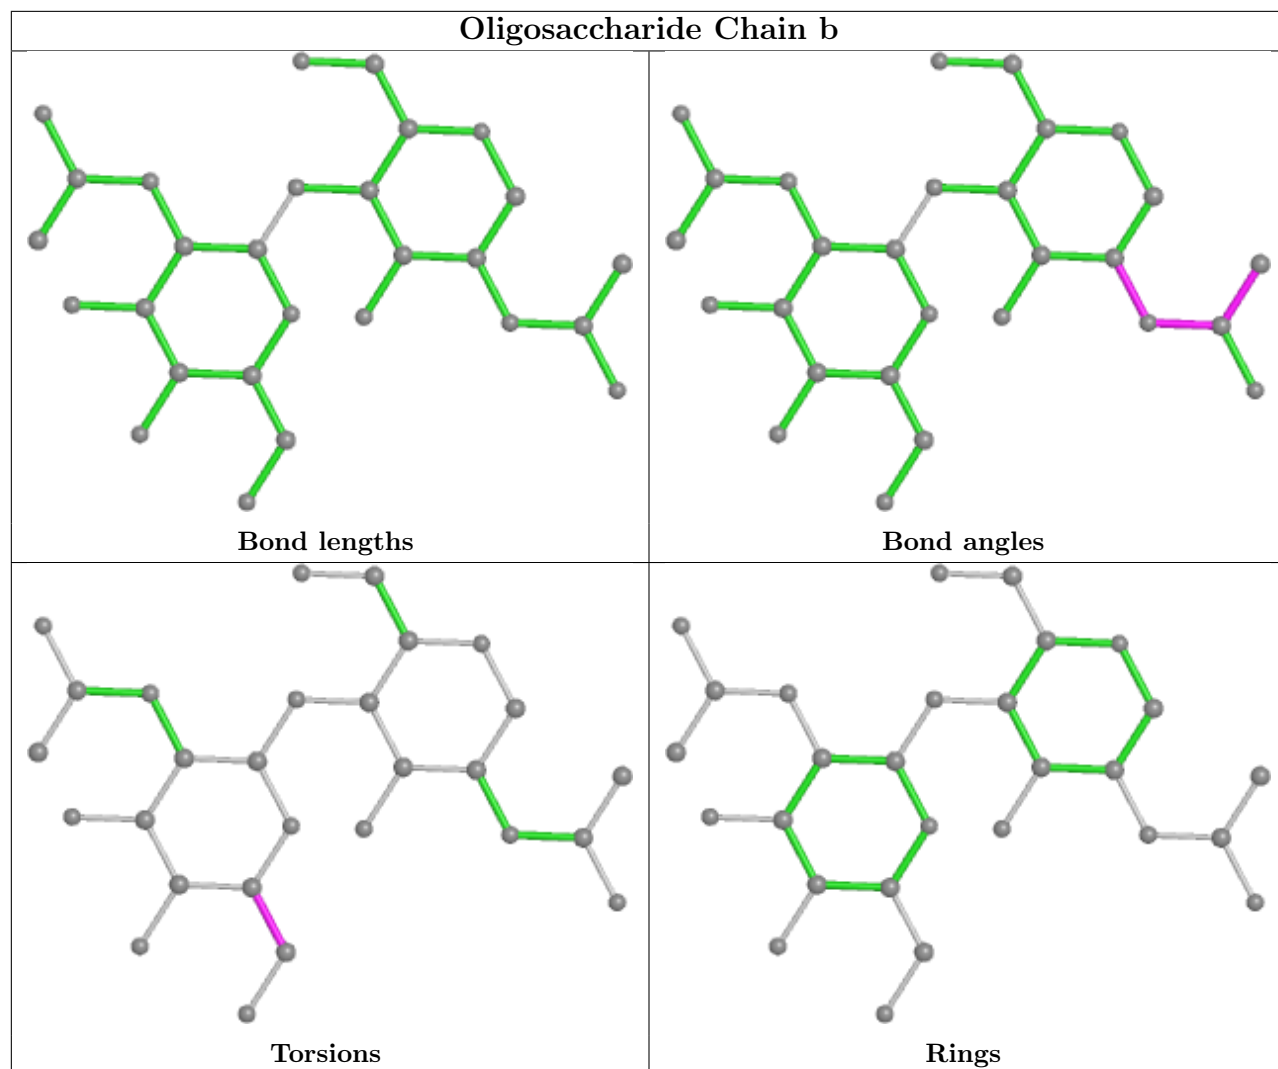 Oligosaccharide Chain b
Bond lengths
Bond angles
Torsions
Rings